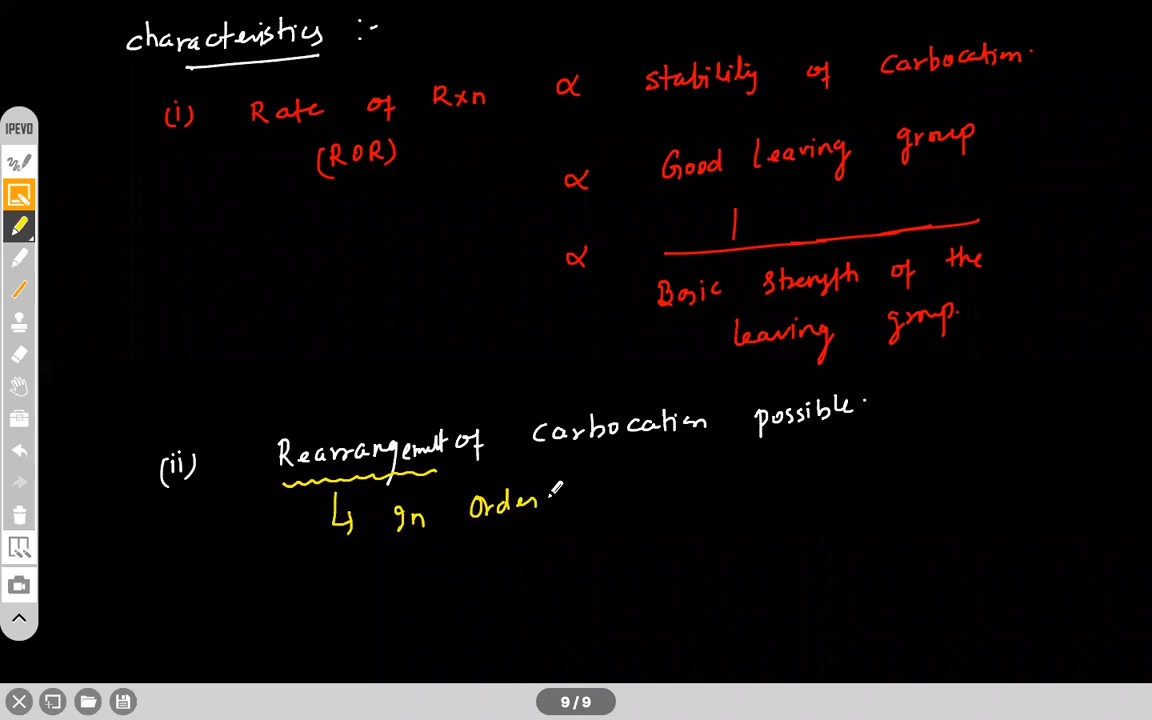 characteristics :-
(i) Rate of Rxn α stability of Carbocation.
(ROR)
α Good leaving group
α 1
Basic strength of the
leaving group.
(ii) Rearrangement of Carbocation possible.
↳ In Order
IPEVO
9 / 9